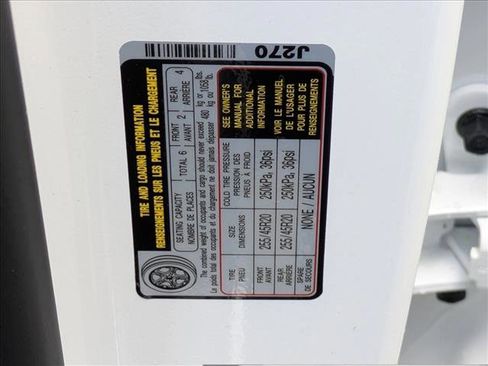 J270
TIRE AND LOADING INFORMATION
RENSEIGNEMENTS SUR LES PNEUS ET LE CHARGEMENT
SEATING CAPACITY
NOMBRE DE PLACES
TOTAL 6
FRONT
AVANT 2
REAR
ARRIÈRE 4
The combined weight of occupants and cargo should never exceed 480 kg or 1058 lbs.
Le poids total des occupants et du chargement ne doit jamais dépasser 480 kg ou 1058 lb.
TIRE
PNEU
SIZE
DIMENSIONS
COLD TIRE PRESSURE
PRESSION DES
PNEUS À FROID
FRONT
AVANT
255/45R20
250kPa, 36psi
REAR
ARRIÈRE
255/45R20
250kPa, 36psi
SPARE
DE SECOURS
NONE / AUCUN
SEE OWNER'S
MANUAL FOR
ADDITIONAL
INFORMATION
VOIR LE MANUEL
DE L'USAGER
POUR PLUS DE
RENSEIGNEMENTS